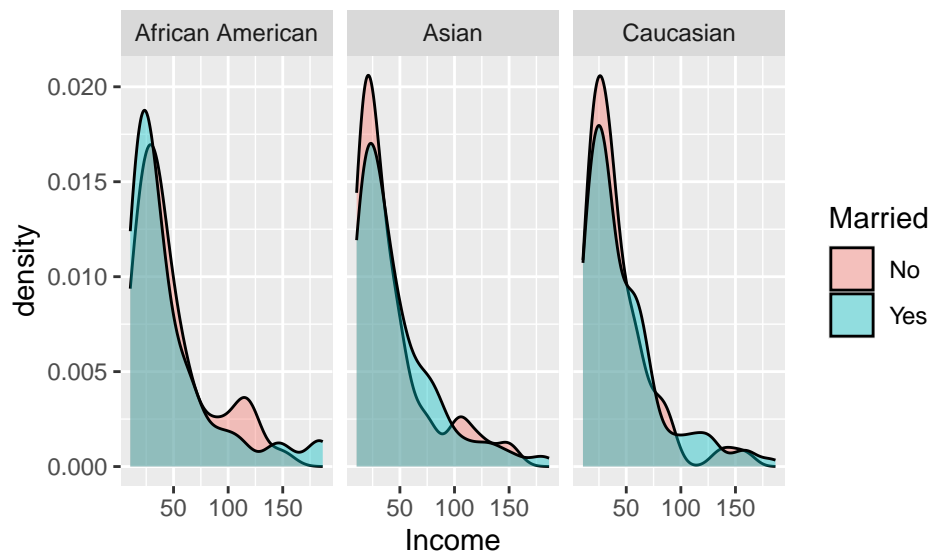 African American
Asian
Caucasian
0.020
0.015
0.010
0.005
0.000
density
50 100 150
50 100 150
50 100 150
Income
Married
No
Yes